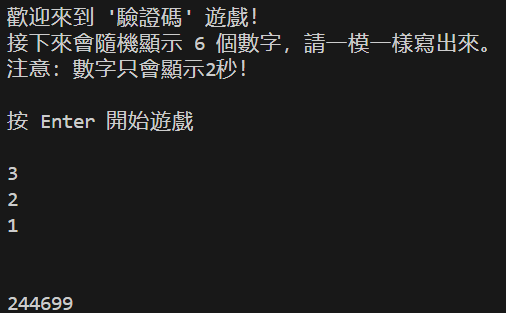 歡迎來到 '驗證碼' 遊戲!
接下來會隨機顯示 6 個數字, 請一模一樣寫出來。
注意: 數字只會顯示2秒!
按 Enter 開始遊戲
3
2
1
244699